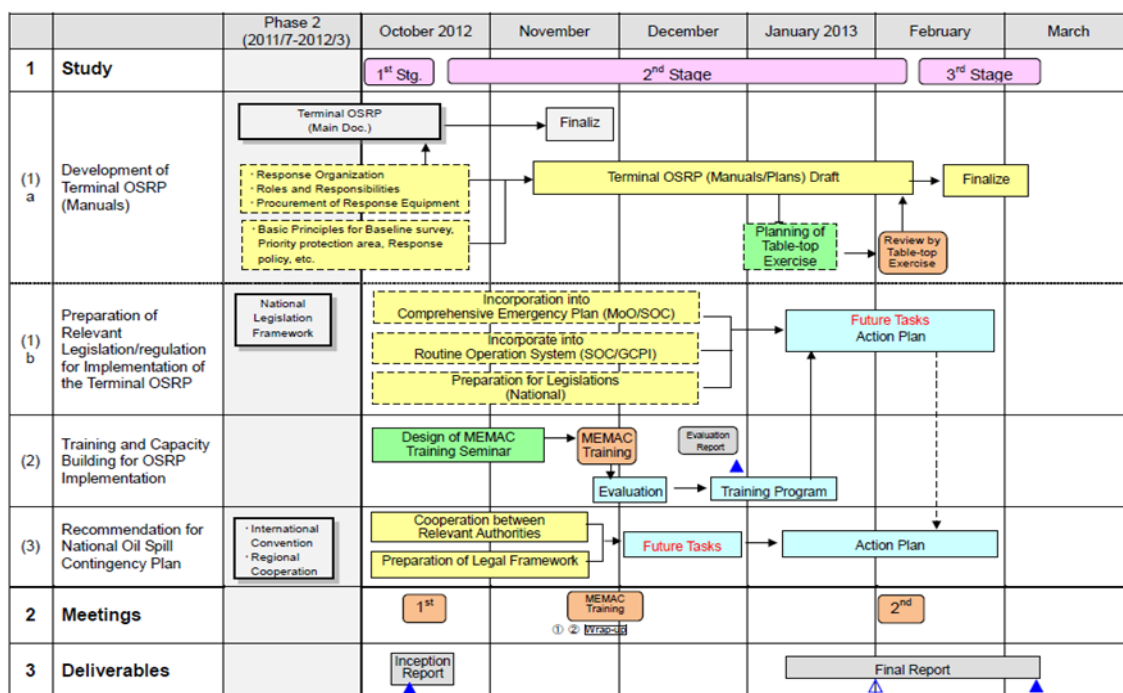 Phase 2
(2011/7-2012/3)
October 2012
November
December
January 2013
February
March
1
Study
1st Stg.
2nd Stage
3rd Stage
(1)
a
Development of
Terminal OSRP
(Manuals)
Terminal OSRP
(Main Doc.)
Finaliz
・Response Organization
・Roles and Responsibilities
・Procurement of Response Equipment
・Basic Principles for Baseline survey,
Priority protection area, Response
policy, etc.
Terminal OSRP (Manuals/Plans) Draft
Finalize
Planning of
Table-top
Exercise
Review by
Table-top
Exercise
(1)
b
Preparation of
Relevant
Legislation/regulation
for Implementation of
the Terminal OSRP
National
Legislation
Framework
Incorporation into
Comprehensive Emergency Plan (MoO/SOC)
Incorporate into
Routine Operation System (SOC/GCPI)
Preparation for Legislations
(National)
Future Tasks
Action Plan
(2)
Training and Capacity
Building for OSRP
Implementation
Design of MEMAC
Training Seminar
MEMAC
Training
Evaluation
Report
Evaluation
Training Program
(3)
Recommendation for
National Oil Spill
Contingency Plan
・International
Convention
・Regional
Cooperation
Cooperation between
Relevant Authorities
Preparation of Legal Framework
Future Tasks
Action Plan
2
Meetings
1st
MEMAC
Training
① ② Wrap-up
2nd
3
Deliverables
Inception
Report
Final Report